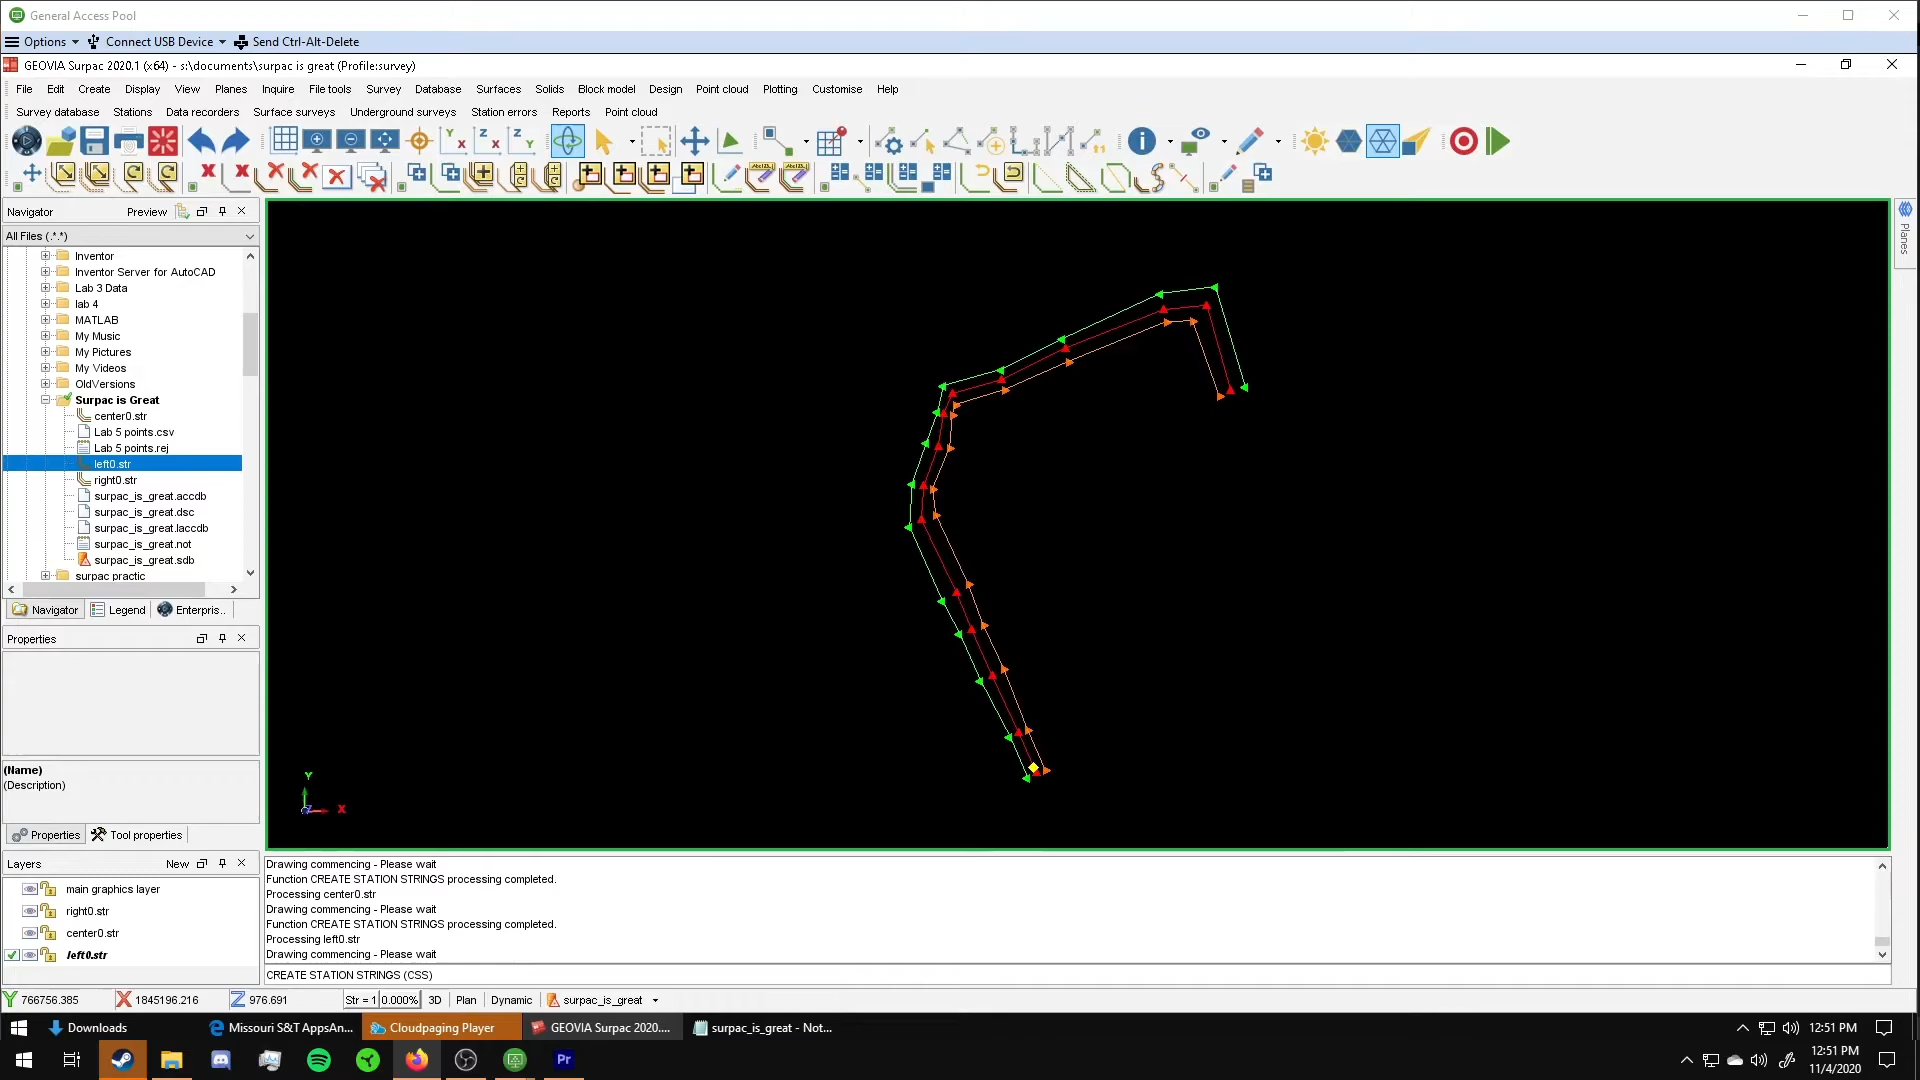 General Access Pool
Options Connect USB Device Send Ctrl-Alt-Delete
GEOVIA Surpac 2020.1 (x64) - s:\documents\surpac is great (Profile:survey)
File Edit Create Display View Planes Inquire File tools Survey Database Surfaces Solids Block model Design Point cloud Plotting Customise Help
Survey database Stations Data recorders Surface surveys Underground surveys Station errors Reports Point cloud
Navigator Preview
All Files (*.*)
Inventor
Inventor Server for AutoCAD
Lab 3 Data
lab 4
MATLAB
My Music
My Pictures
My Videos
OldVersions
Surpac is Great
center0.str
Lab 5 points.csv
Lab 5 points.rej
left0.str
right0.str
surpac_is_great.accdb
surpac_is_great.dsc
surpac_is_great.laccdb
surpac_is_great.not
surpac_is_great.sdb
surpac practic
Navigator Legend Enterpris..
Properties
(Name)
(Description)
Properties Tool properties
Layers New
main graphics layer
right0.str
center0.str
left0.str
Planes
Y
X
Z
Drawing commencing - Please wait
Function CREATE STATION STRINGS processing completed.
Processing center0.str
Drawing commencing - Please wait
Function CREATE STATION STRINGS processing completed.
Processing left0.str
Drawing commencing - Please wait
CREATE STATION STRINGS (CSS)
Y 766756.385 X 1845196.216 Z 976.691 Str = 1 0.000% 3D Plan Dynamic surpac_is_great
Downloads Missouri S&T AppsAn... Cloudpaging Player GEOVIA Surpac 2020.... surpac_is_great - Not... 12:51 PM
Pr
12:51 PM
11/4/2020